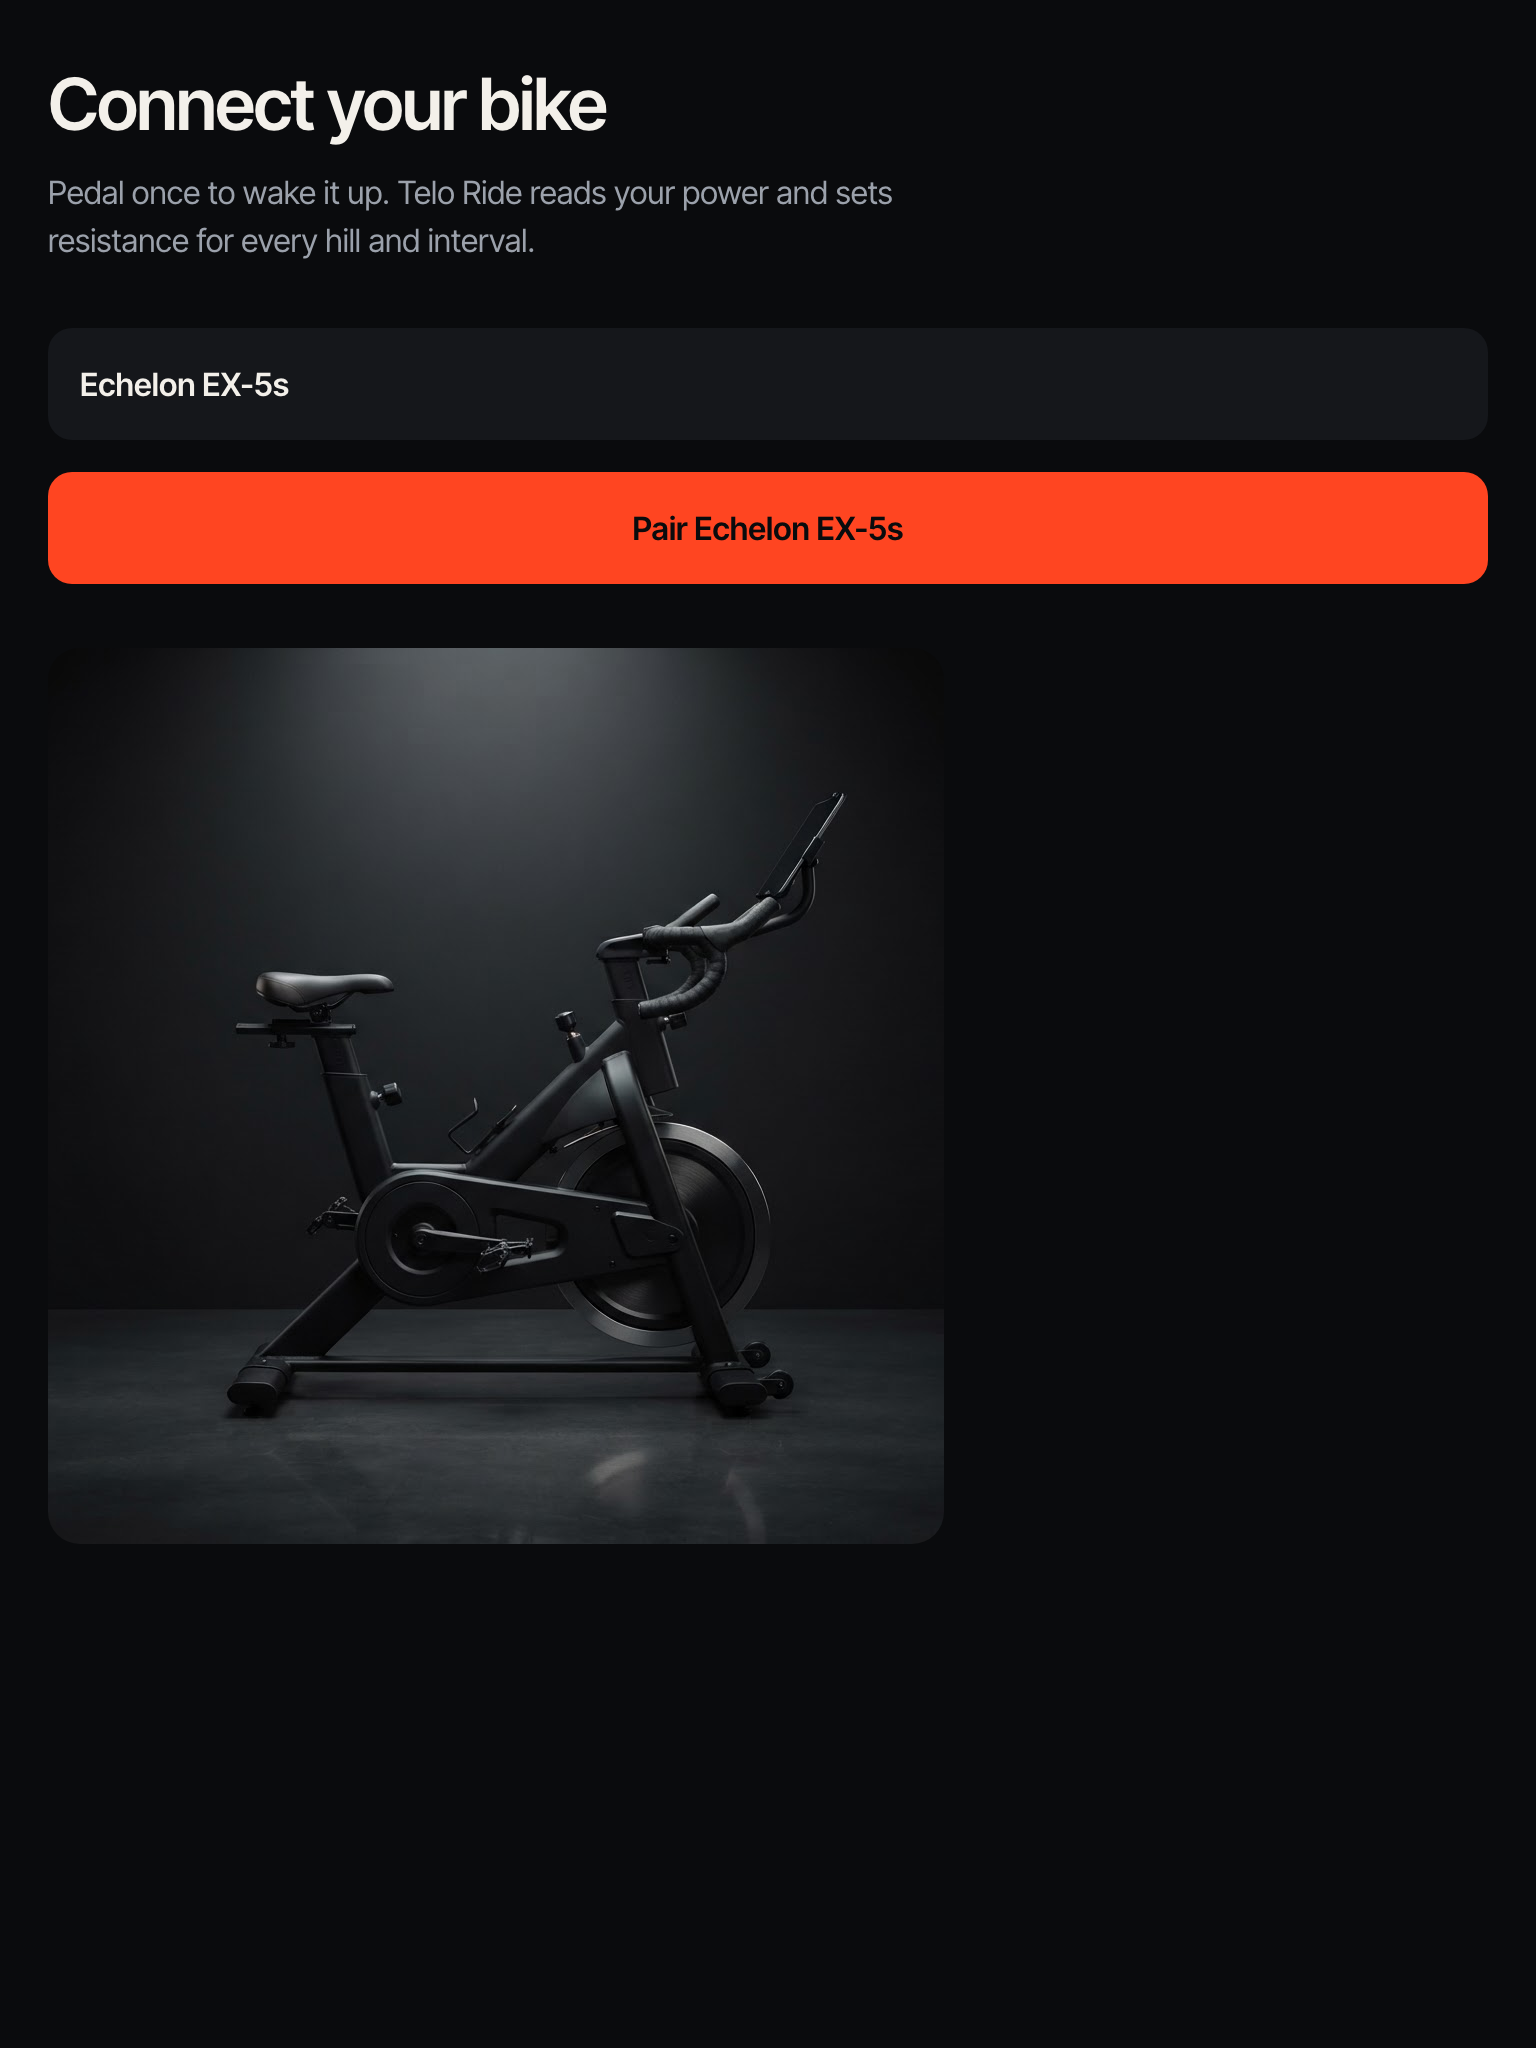 Connect your bike
Pedal once to wake it up. Telo Ride reads your power and sets
resistance for every hill and interval.
Echelon EX-5s
Pair Echelon EX-5s